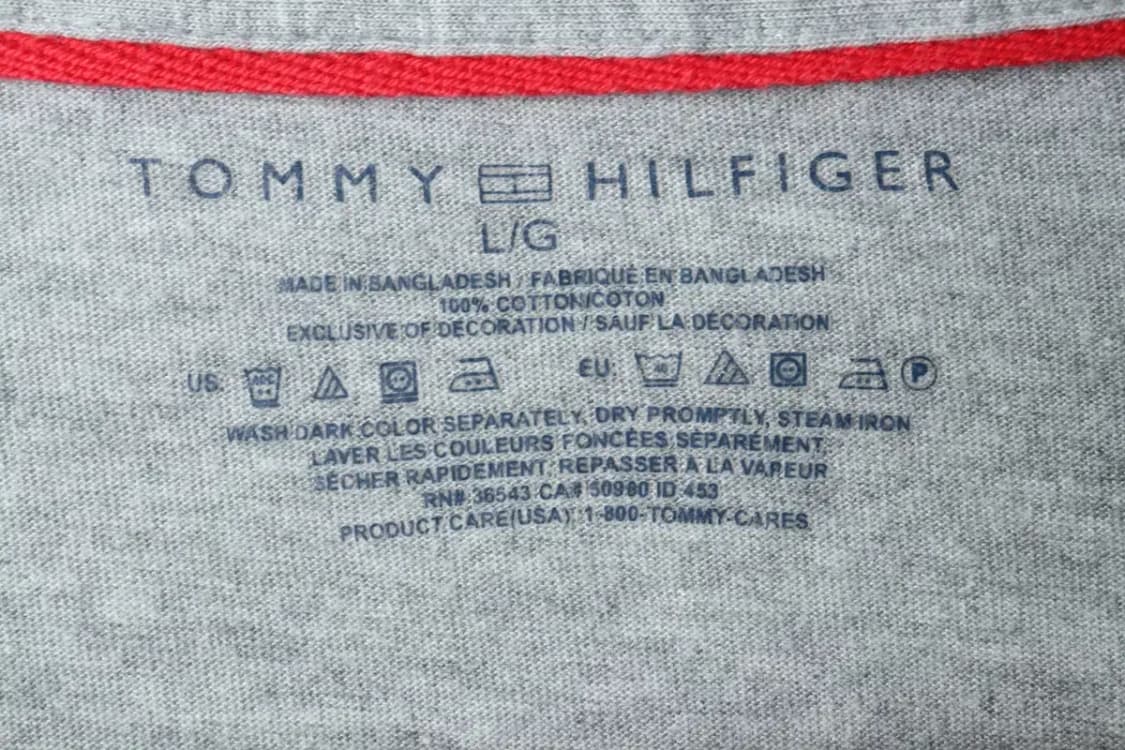 TOMMY HILFIGER
L/G
MADE IN BANGLADESH / FABRIQUÉ EN BANGLADESH
100% COTTON/COTON
EXCLUSIVE OF DECORATION / SAUF LA DÉCORATION
US: EU: 40 P
WASH DARK COLOR SEPARATELY, DRY PROMPTLY, STEAM IRON
LAVER LES COULEURS FONCÉES SÉPARÉMENT,
SÉCHER RAPIDEMENT, REPASSER À LA VAPEUR
RN# 36543 CA# 50980 ID 453
PRODUCT CARE(USA): 1-800-TOMMY-CARES